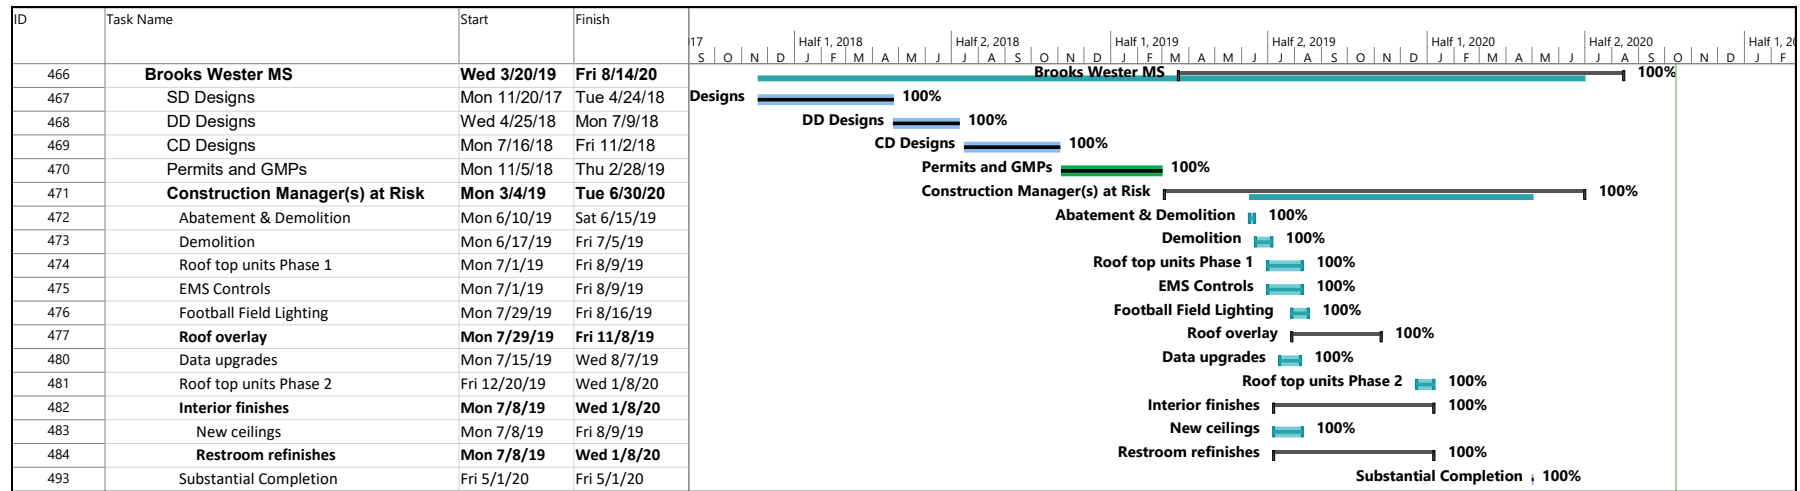 ID Task Name Start Finish
17 Half 1, 2018 Half 2, 2018 Half 1, 2019 Half 2, 2019 Half 1, 2020 Half 2, 2020 Half 1, 20
S O N D J F M A M J J A S O N D J F M A M J J A S O N D J F M A M J J A S O N D J F
466 Brooks Wester MS Wed 3/20/19 Fri 8/14/20 Brooks Wester MS 100%
467 SD Designs Mon 11/20/17 Tue 4/24/18 Designs 100%
468 DD Designs Wed 4/25/18 Mon 7/9/18 DD Designs 100%
469 CD Designs Mon 7/16/18 Fri 11/2/18 CD Designs 100%
470 Permits and GMPs Mon 11/5/18 Thu 2/28/19 Permits and GMPs 100%
471 Construction Manager(s) at Risk Mon 3/4/19 Tue 6/30/20 Construction Manager(s) at Risk 100%
472 Abatement & Demolition Mon 6/10/19 Sat 6/15/19 Abatement & Demolition 100%
473 Demolition Mon 6/17/19 Fri 7/5/19 Demolition 100%
474 Roof top units Phase 1 Mon 7/1/19 Fri 8/9/19 Roof top units Phase 1 100%
475 EMS Controls Mon 7/1/19 Fri 8/9/19 EMS Controls 100%
476 Football Field Lighting Mon 7/29/19 Fri 8/16/19 Football Field Lighting 100%
477 Roof overlay Mon 7/29/19 Fri 11/8/19 Roof overlay 100%
480 Data upgrades Mon 7/15/19 Wed 8/7/19 Data upgrades 100%
481 Roof top units Phase 2 Fri 12/20/19 Wed 1/8/20 Roof top units Phase 2 100%
482 Interior finishes Mon 7/8/19 Wed 1/8/20 Interior finishes 100%
483 New ceilings Mon 7/8/19 Fri 8/9/19 New ceilings 100%
484 Restroom refinishes Mon 7/8/19 Wed 1/8/20 Restroom refinishes 100%
493 Substantial Completion Fri 5/1/20 Fri 5/1/20 Substantial Completion 100%